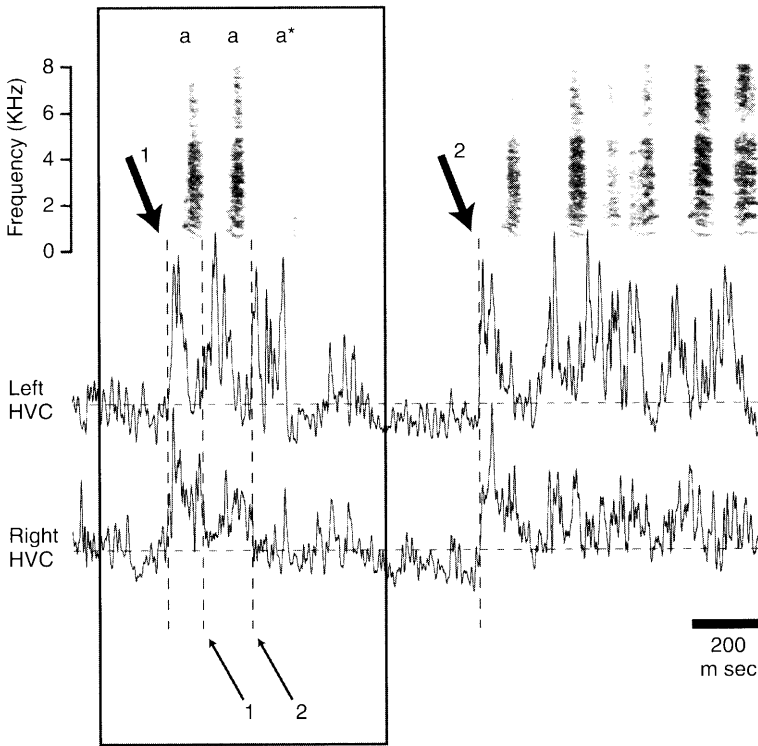 a a a*
8
6
4
2
0
Frequency (KHz)
1
2
Left
HVC
Right
HVC
200
m sec
1 2